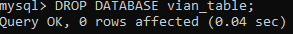 mysql> DROP DATABASE vian_table;
Query OK, 0 rows affected (0.04 sec)